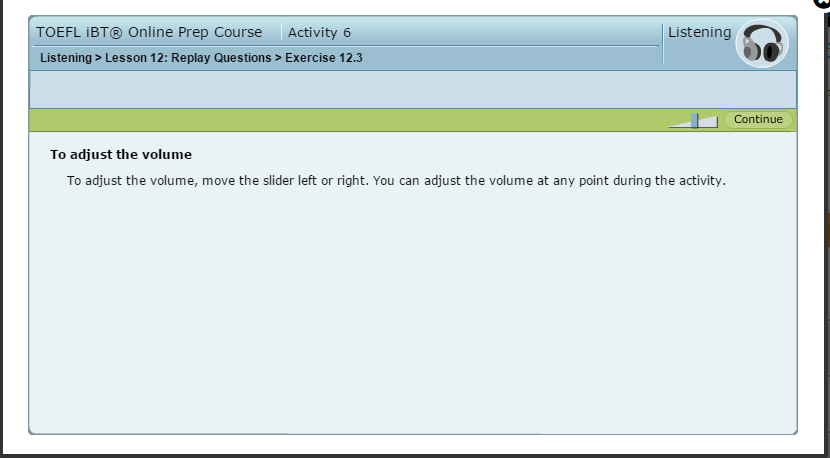 TOEFL iBT® Online Prep Course Activity 6 Listening
Listening > Lesson 12: Replay Questions > Exercise 12.3
Continue
To adjust the volume
To adjust the volume, move the slider left or right. You can adjust the volume at any point during the activity.